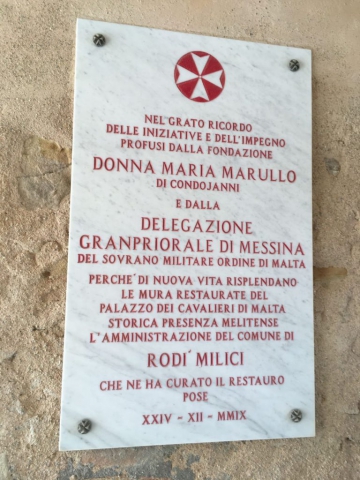 NEL GRATO RICORDO
DELLE INIZIATIVE E DELL'IMPEGNO
PROFUSI DALLA FONDAZIONE
DONNA MARIA MARULLO
DI CONDOJANNI
E DALLA
DELEGAZIONE
GRANPRIORALE DI MESSINA
DEL SOVRANO MILITARE ORDINE DI MALTA
PERCHE' DI NUOVA VITA RISPLENDANO
LE MURA RESTAURATE DEL
PALAZZO DEI CAVALIERI DI MALTA
STORICA PRESENZA MELITENSE
L'AMMINISTRAZIONE DEL COMUNE DI
RODI' MILICI
CHE NE HA CURATO IL RESTAURO
POSE
XXIV - XII - MMIX